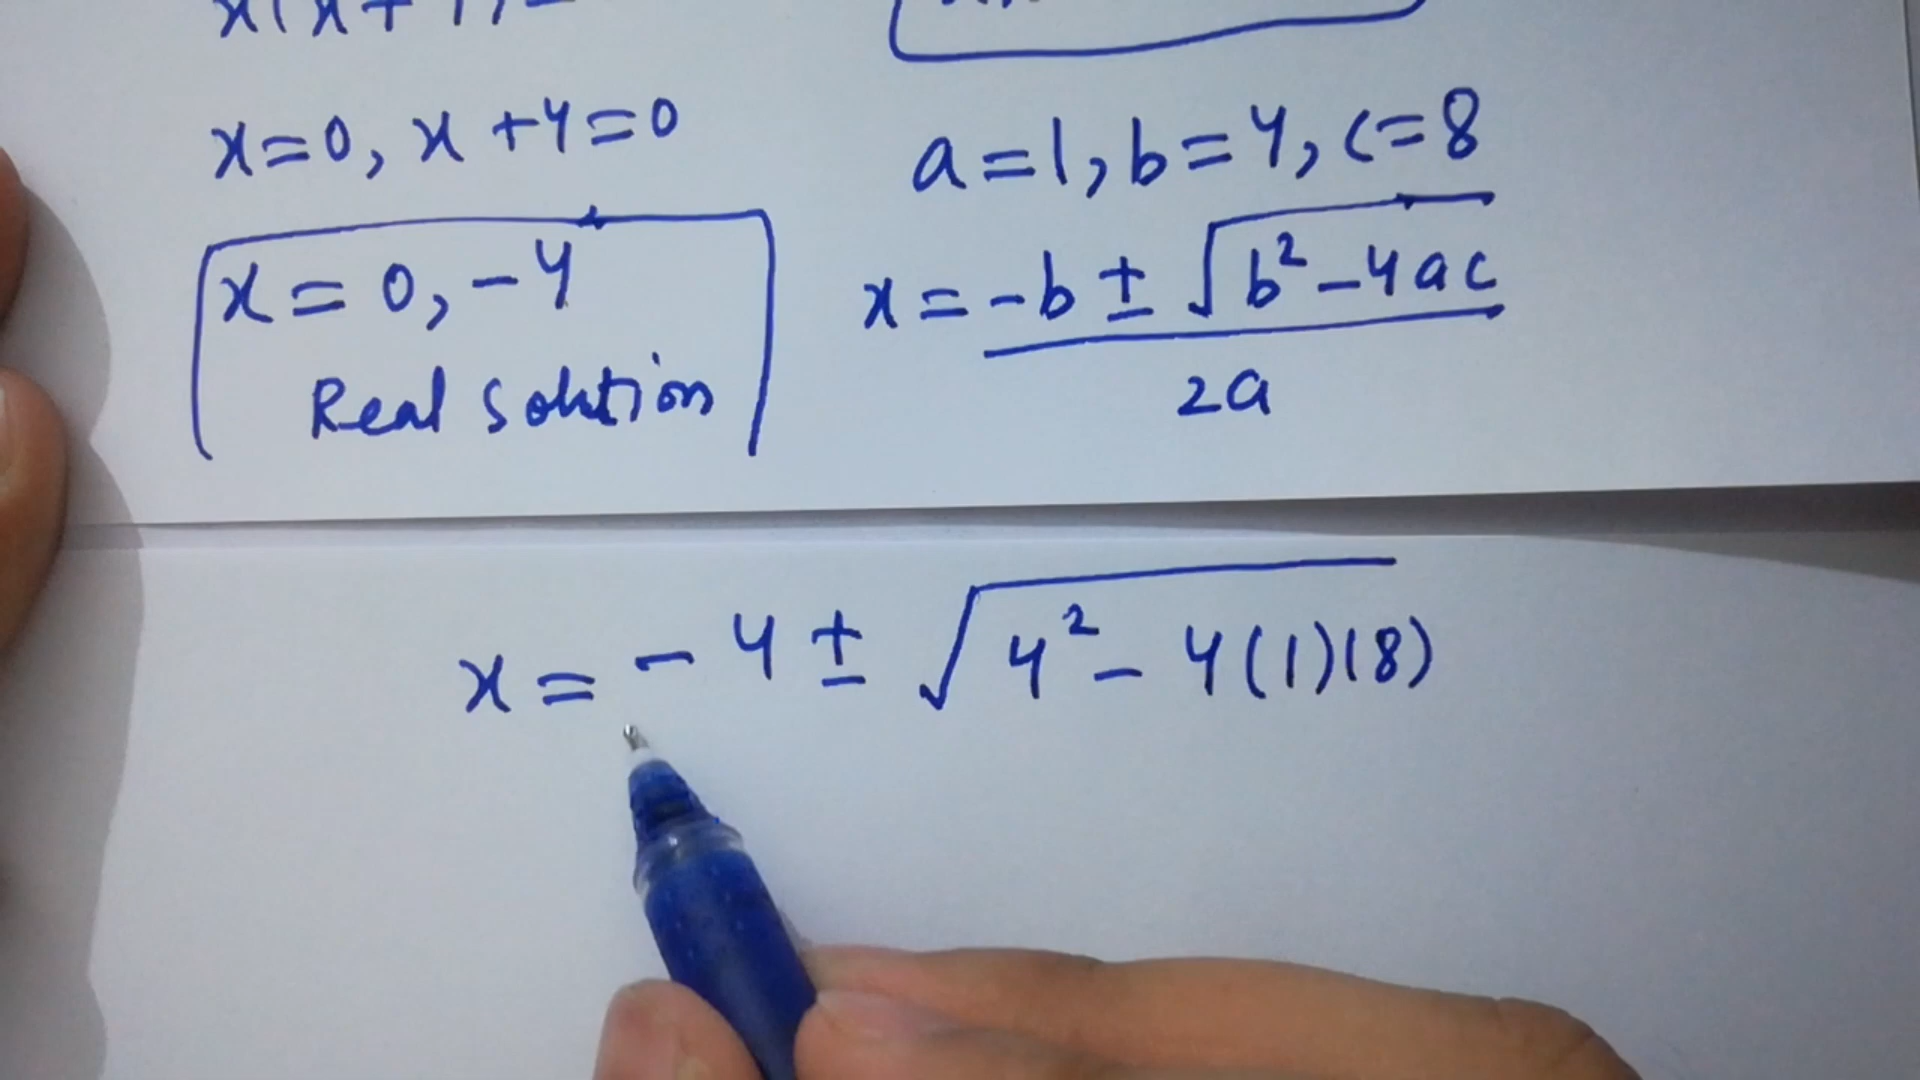 x=0, x+4=0
x = 0, -4
Real solution
a=1, b=4, c=8
x = -b ± √b²-4ac
2a
x = -4 ± √4² - 4(1)(8)